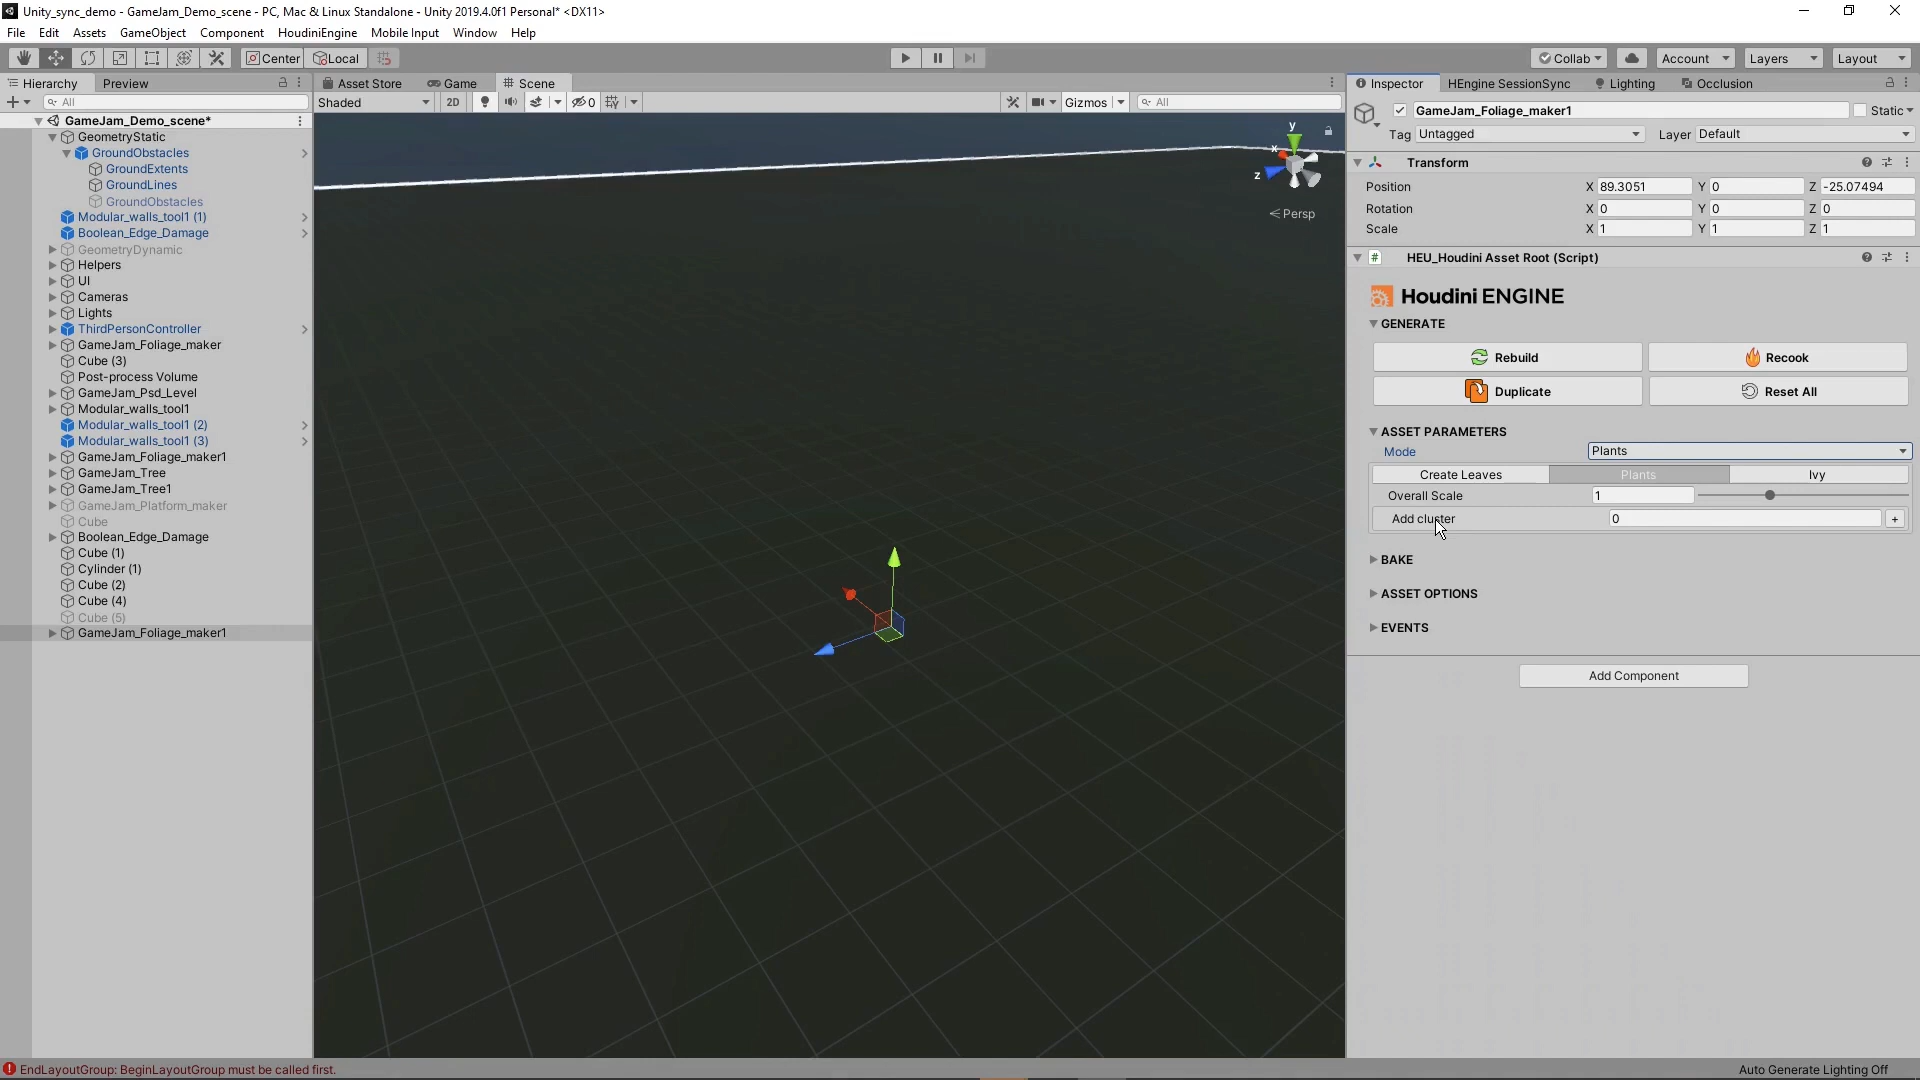 Unity_sync_demo - GameJam_Demo_scene - PC, Mac & Linux Standalone - Unity 2019.4.0f1 Personal* <DX11>
File Edit Assets GameObject Component HoudiniEngine Mobile Input Window Help
Center Local Collab Account Layers Layout
Hierarchy Preview Asset Store Game Scene Inspector HEngine SessionSync Lighting Occlusion
All Shaded 2D 0 Gizmos All
GameJam_Foliage_maker1 Static
Tag Untagged Layer Default
GameJam_Demo_scene*
GeometryStatic
GroundObstacles
GroundExtents
GroundLines
GroundObstacles
Modular_walls_tool1 (1)
Boolean_Edge_Damage
GeometryDynamic
Helpers
UI
Cameras
Lights
ThirdPersonController
GameJam_Foliage_maker
Cube (3)
Post-process Volume
GameJam_Psd_Level
Modular_walls_tool1
Modular_walls_tool1 (2)
Modular_walls_tool1 (3)
GameJam_Foliage_maker1
GameJam_Tree
GameJam_Tree1
GameJam_Platform_maker
Cube
Boolean_Edge_Damage
Cube (1)
Cylinder (1)
Cube (2)
Cube (4)
Cube (5)
GameJam_Foliage_maker1
y
x
z
Persp
Transform
Position X 89.3051 Y 0 Z -25.07494
Rotation X 0 Y 0 Z 0
Scale X 1 Y 1 Z 1
# HEU_Houdini Asset Root (Script)
Houdini ENGINE
GENERATE
Rebuild Recook
Duplicate Reset All
ASSET PARAMETERS
Mode Plants
Create Leaves Plants Ivy
Overall Scale 1
Add cluster 0 +
BAKE
ASSET OPTIONS
EVENTS
Add Component
EndLayoutGroup: BeginLayoutGroup must be called first.
Auto Generate Lighting Off